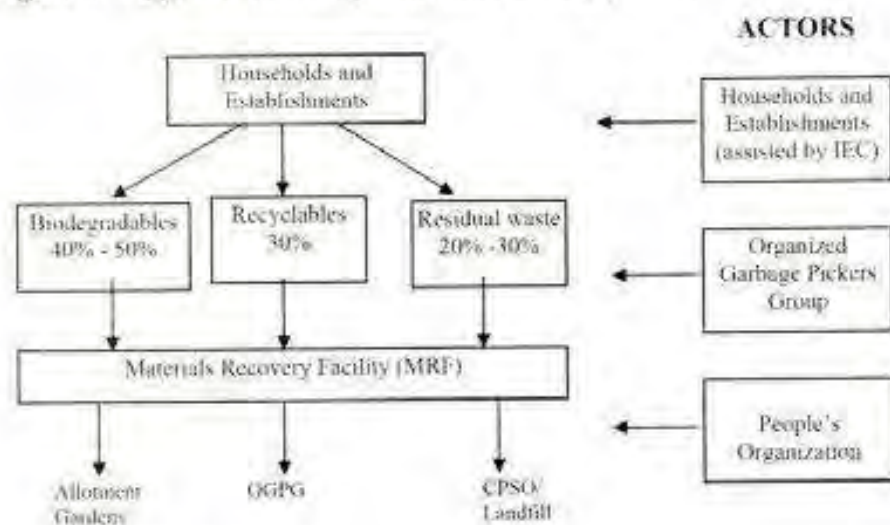 ACTORS
Households and
Establishments
Households and
Establishments
(assisted by IEC)
Biodegradables
40% - 50%
Recyclables
30%
Residual waste
20% -30%
Organized
Garbage Pickers
Group
Materials Recovery Facility (MRF)
People's
Organization
Allotment
Gardens
OGPG
CPSO/
Landfill